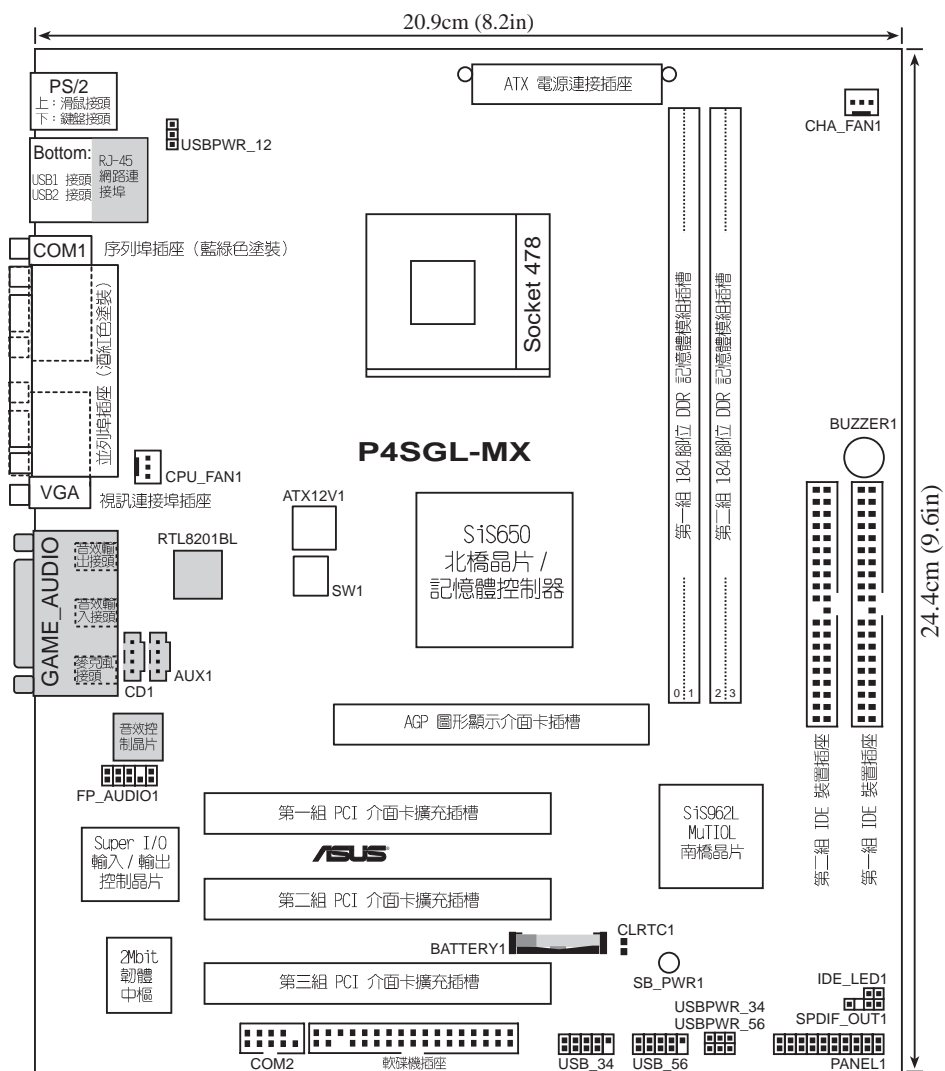 20.9cm (8.2in)
PS/2
上：滑鼠接頭
下：鍵盤接頭
ATX 電源連接插座
CHA_FAN1
USBPWR_12
Bottom:
USB1 接頭
USB2 接頭
RJ-45
網路連
接埠
COM1
序列埠插座（藍綠色塗裝）
Socket 478
第一組 184 腳位 DDR 記憶體模組插槽
第二組 184 腳位 DDR 記憶體模組插槽
並列埠插座（酒紅色塗裝）
BUZZER1
P4SGL-MX
CPU_FAN1
VGA
視訊連接埠插座
ATX12V1
SiS650
北橋晶片 /
記憶體控制器
24.4cm (9.6in)
RTL8201BL
SW1
GAME_AUDIO
音效輸
出接頭
音效輸
入接頭
麥克風
接頭
CD1
AUX1
0 1
2 3
AGP 圖形顯示介面卡插槽
音效控
制晶片
FP_AUDIO1
第二組 IDE 裝置插座
第一組 IDE 裝置插座
第一組 PCI 介面卡擴充插槽
SiS962L
MuTIOL
南橋晶片
Super I/O
輸入 / 輸出
控制晶片
ASUS
第二組 PCI 介面卡擴充插槽
BATTERY1
CLRTC1
2Mbit
韌體
中樞
第三組 PCI 介面卡擴充插槽
SB_PWR1
IDE_LED1
USBPWR_34
USBPWR_56
SPDIF_OUT1
COM2
軟碟機插座
USB_34
USB_56
PANEL1